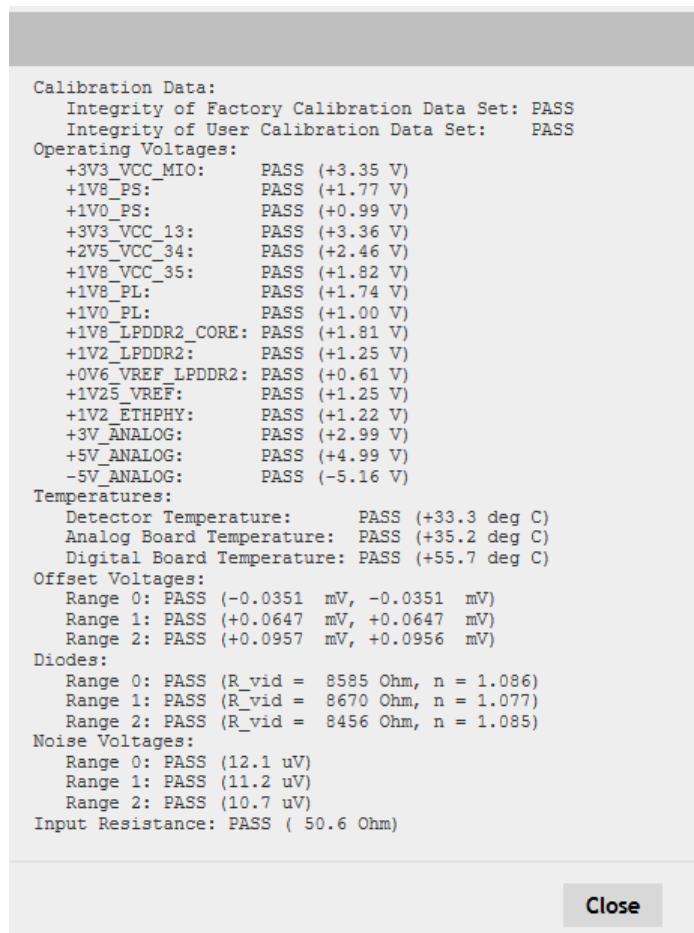 Calibration Data:
Integrity of Factory Calibration Data Set: PASS
Integrity of User Calibration Data Set: PASS
Operating Voltages:
+3V3_VCC_MIO: PASS (+3.35 V)
+1V8_PS: PASS (+1.77 V)
+1V0_PS: PASS (+0.99 V)
+3V3_VCC_13: PASS (+3.36 V)
+2V5_VCC_34: PASS (+2.46 V)
+1V8_VCC_35: PASS (+1.82 V)
+1V8_PL: PASS (+1.74 V)
+1V0_PL: PASS (+1.00 V)
+1V8_LPDDR2_CORE: PASS (+1.81 V)
+1V2_LPDDR2: PASS (+1.25 V)
+0V6_VREF_LPDDR2: PASS (+0.61 V)
+1V25_VREF: PASS (+1.25 V)
+1V2_ETHPHY: PASS (+1.22 V)
+3V_ANALOG: PASS (+2.99 V)
+5V_ANALOG: PASS (+4.99 V)
-5V_ANALOG: PASS (-5.16 V)
Temperatures:
Detector Temperature: PASS (+33.3 deg C)
Analog Board Temperature: PASS (+35.2 deg C)
Digital Board Temperature: PASS (+55.7 deg C)
Offset Voltages:
Range 0: PASS (-0.0351 mV, -0.0351 mV)
Range 1: PASS (+0.0647 mV, +0.0647 mV)
Range 2: PASS (+0.0957 mV, +0.0956 mV)
Diodes:
Range 0: PASS (R_vid = 8585 Ohm, n = 1.086)
Range 1: PASS (R_vid = 8670 Ohm, n = 1.077)
Range 2: PASS (R_vid = 8456 Ohm, n = 1.085)
Noise Voltages:
Range 0: PASS (12.1 uV)
Range 1: PASS (11.2 uV)
Range 2: PASS (10.7 uV)
Input Resistance: PASS ( 50.6 Ohm)
Close